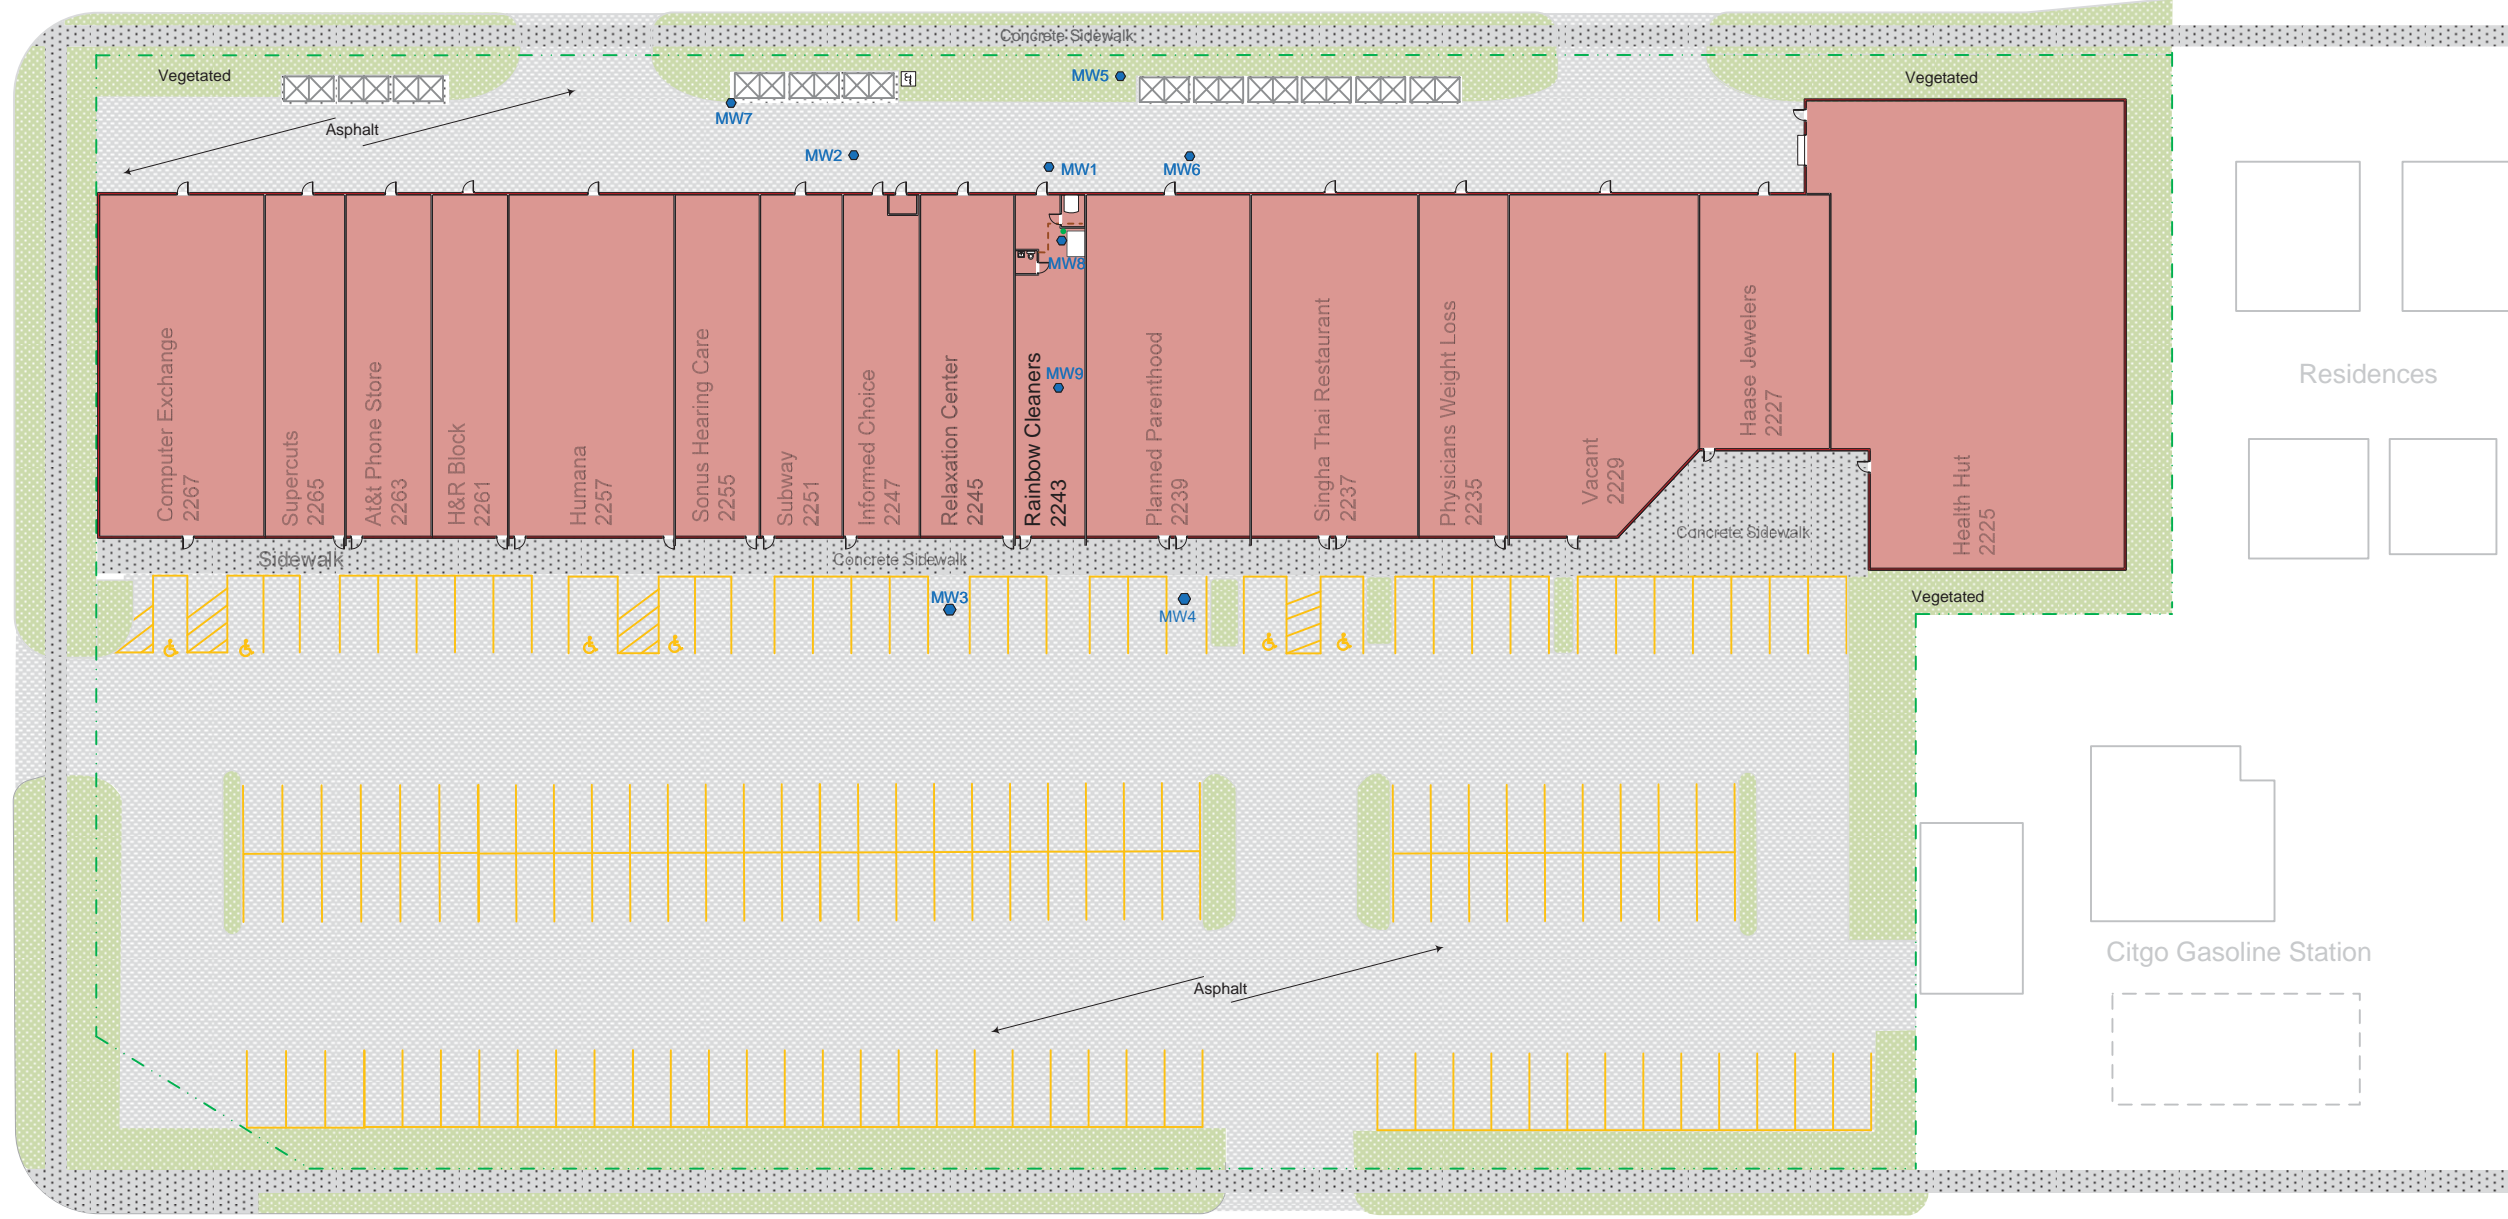 Concrete Sidewalk
Vegetated
MW5
Vegetated
MW7
Asphalt
MW2
MW1
MW6
MW8
MW9
Computer Exchange
2267
Supercuts
2265
At&t Phone Store
2263
H&R Block
2261
Humana
2257
Sonus Hearing Care
2255
Subway
2251
Informed Choice
2247
Relaxation Center
2245
Rainbow Cleaners
2243
Planned Parenthood
2239
Singha Thai Restaurant
2237
Physicians Weight Loss
2235
Vacant
2229
Haase Jewelers
2227
Health Hut
2225
Residences
Sidewalk
Concrete Sidewalk
Concrete Sidewalk
MW3
MW4
Vegetated
Citgo Gasoline Station
Asphalt